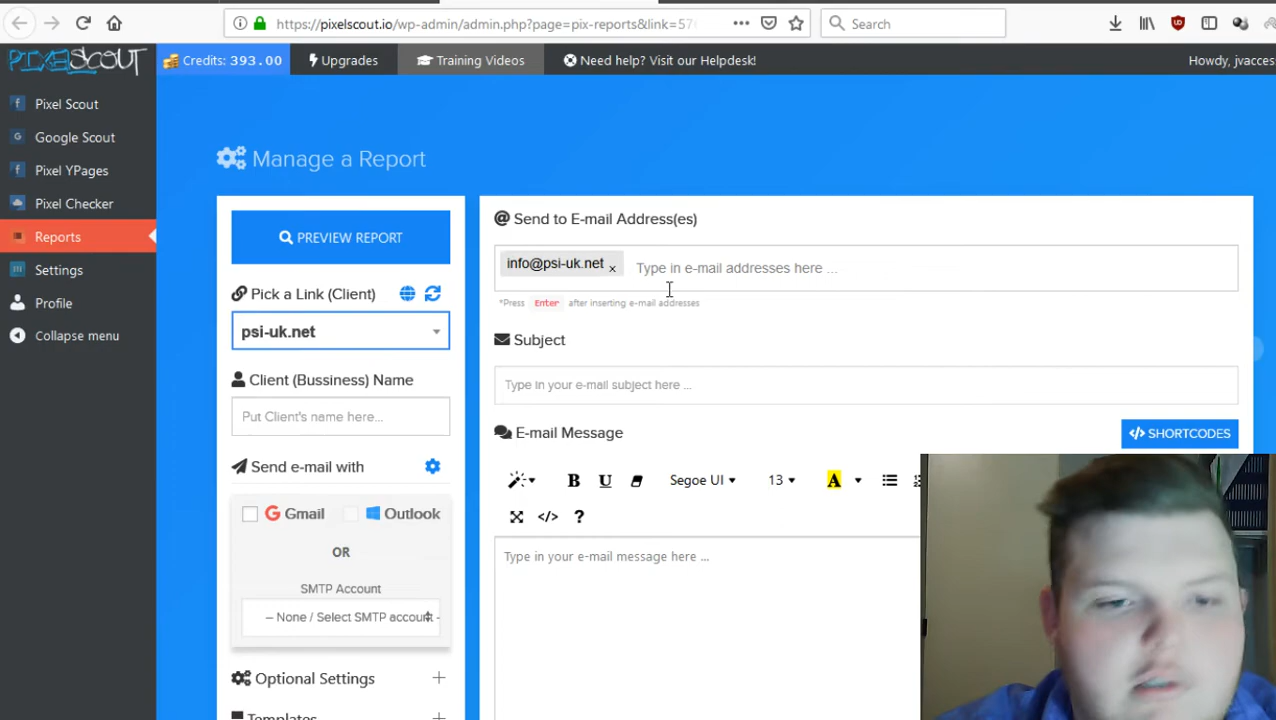 https://pixelscout.io/wp-admin/admin.php?page=pix-reports&link=57
Search
PIXELSCOUT
Credits: 393.00
Upgrades
Training Videos
Need help? Visit our Helpdesk!
Howdy, jvacces
Pixel Scout
Google Scout
Pixel YPages
Pixel Checker
Reports
Settings
Profile
Collapse menu
Manage a Report
PREVIEW REPORT
Pick a Link (Client)
psi-uk.net
Client (Bussiness) Name
Put Client's name here...
Send e-mail with
Gmail
Outlook
OR
SMTP Account
-- None / Select SMTP account -
Optional Settings
Templates
@ Send to E-mail Address(es)
info@psi-uk.net ×
Type in e-mail addresses here ...
*Press Enter after inserting e-mail addresses
Subject
Type in your e-mail subject here ...
E-mail Message
</> SHORTCODES
B U Segoe UI 13 A
</> ?
Type in your e-mail message here ...